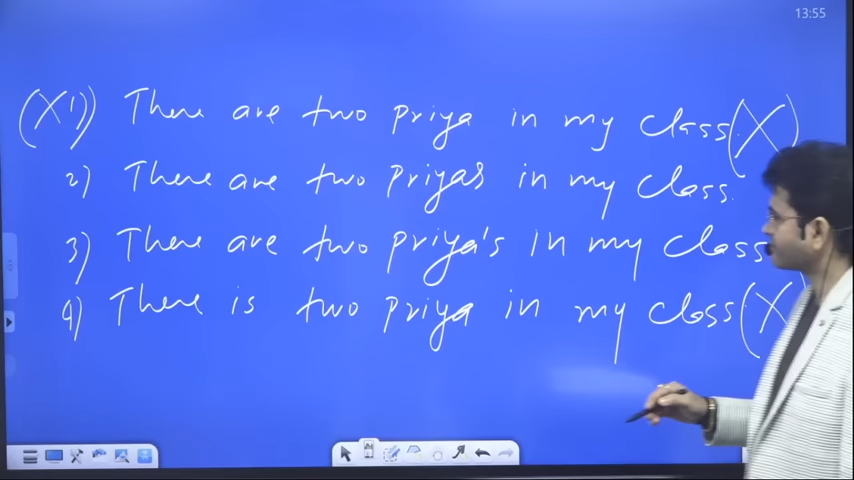 13:55
(X 1)) There are two priya in my class. (X)
2) There are two priyas in my class.
3) There are two priya's in my class
4) There is two priya in my class (X)